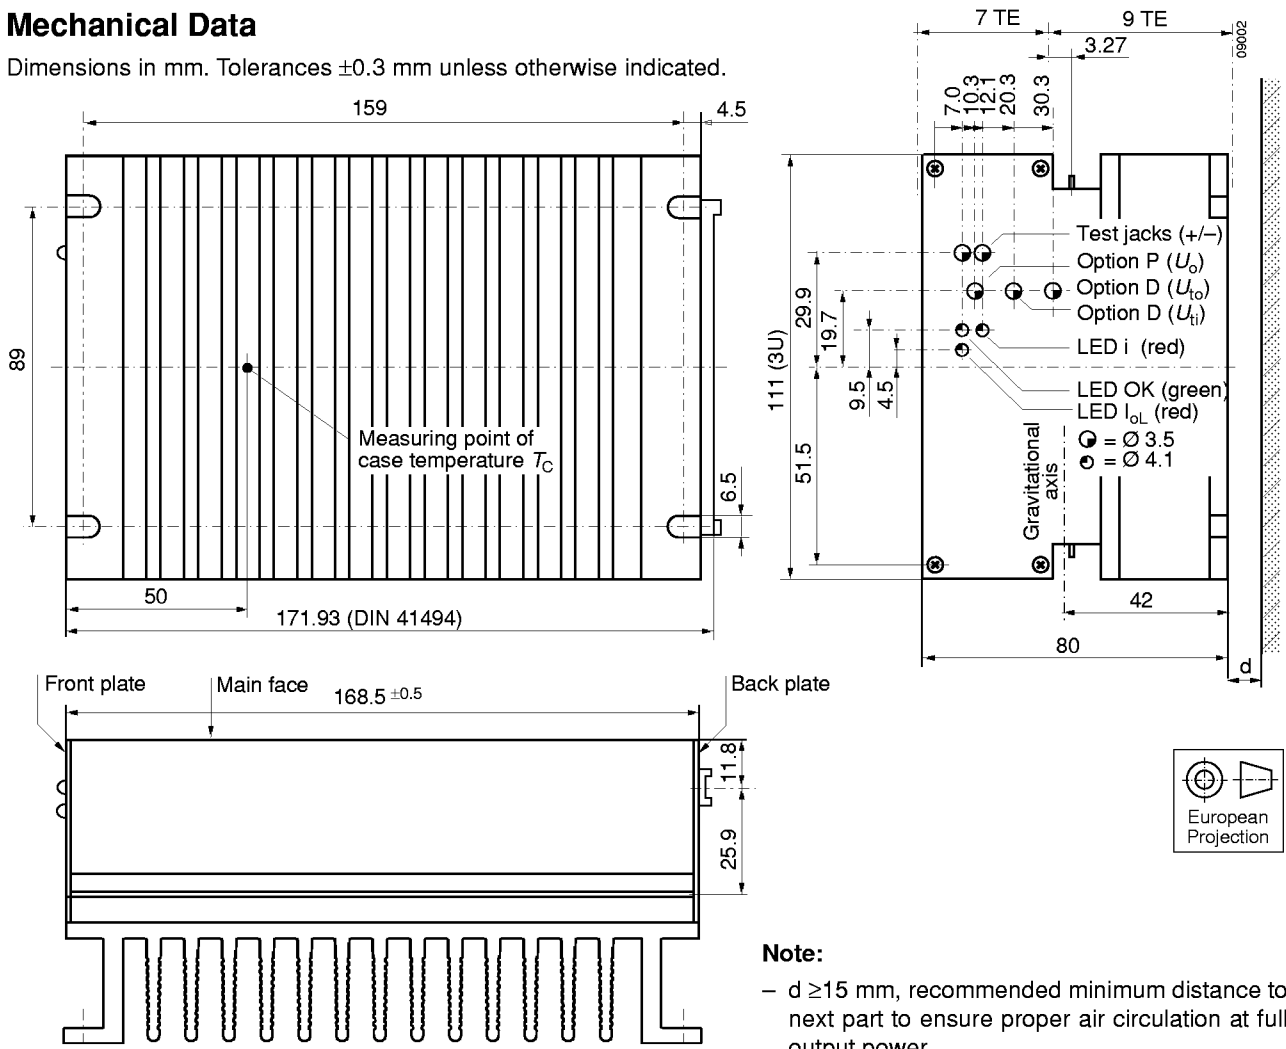 Mechanical Data
Dimensions in mm. Tolerances ±0.3 mm unless otherwise indicated.
159
4.5
89
Measuring point of
case temperature TC
6.5
50
171.93 (DIN 41494)
7 TE
9 TE
09002
3.27
7.0
10.3
12.1
20.3
30.3
Test jacks (+/–)
Option P (Uo)
Option D (Uto)
Option D (Uti)
LED i (red)
LED OK (green)
LED IoL (red)
= Ø 3.5
= Ø 4.1
111 (3U)
29.9
19.7
9.5
4.5
51.5
Gravitational
axis
42
80
d
Front plate
Main face
168.5 ±0.5
Back plate
11.8
25.9
European
Projection
Note:
– d ≥15 mm, recommended minimum distance to
next part to ensure proper air circulation at full
output power.